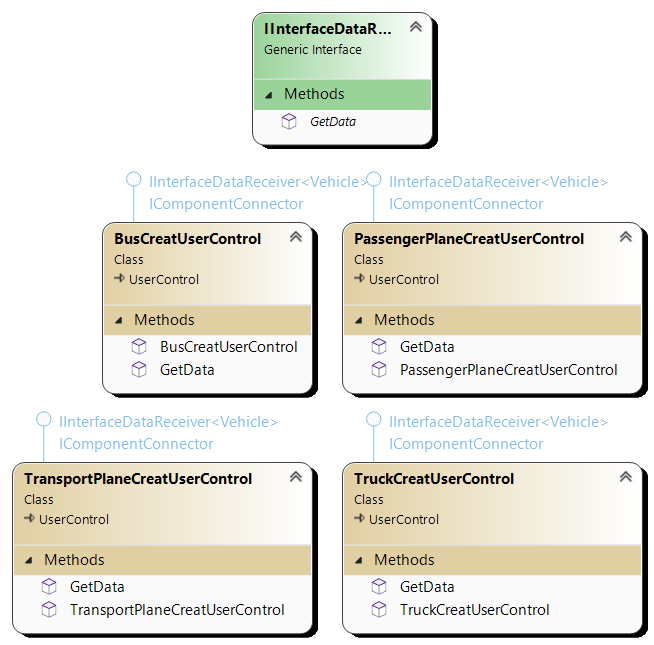 IInterfaceDataR...
Generic Interface
Methods
GetData
IInterfaceDataReceiver<Vehicle>
IComponentConnector
BusCreatUserControl
Class
UserControl
Methods
BusCreatUserControl
GetData
IInterfaceDataReceiver<Vehicle>
IComponentConnector
PassengerPlaneCreatUserControl
Class
UserControl
Methods
GetData
PassengerPlaneCreatUserControl
IInterfaceDataReceiver<Vehicle>
IComponentConnector
TransportPlaneCreatUserControl
Class
UserControl
Methods
GetData
TransportPlaneCreatUserControl
IInterfaceDataReceiver<Vehicle>
IComponentConnector
TruckCreatUserControl
Class
UserControl
Methods
GetData
TruckCreatUserControl